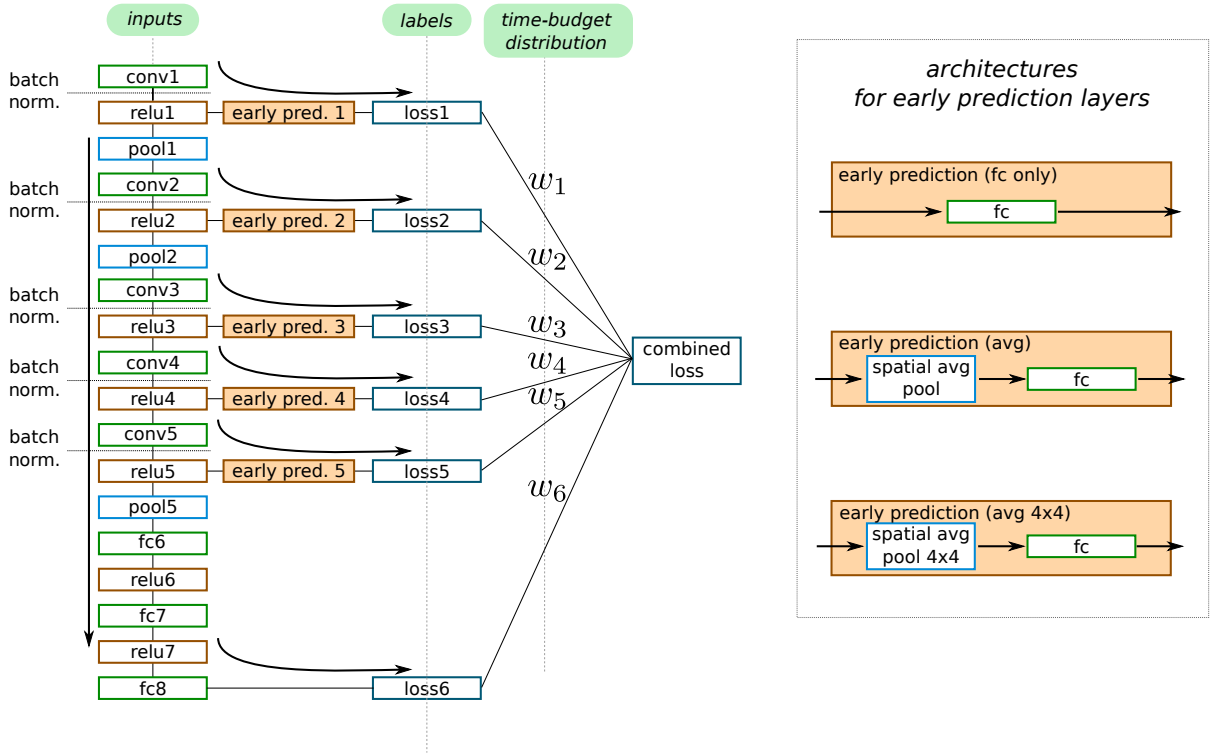 inputs
labels
time-budget
distribution
batch
norm.
conv1
relu1
early pred. 1
loss1
pool1
batch
norm.
conv2
relu2
early pred. 2
loss2
pool2
batch
norm.
conv3
relu3
early pred. 3
loss3
batch
norm.
conv4
relu4
early pred. 4
loss4
batch
norm.
conv5
relu5
early pred. 5
loss5
pool5
fc6
relu6
fc7
relu7
fc8
loss6
w1
w2
w3
w4
w5
w6
combined
loss
architectures
for early prediction layers
early prediction (fc only)
fc
early prediction (avg)
spatial avg
pool
fc
early prediction (avg 4x4)
spatial avg
pool 4x4
fc